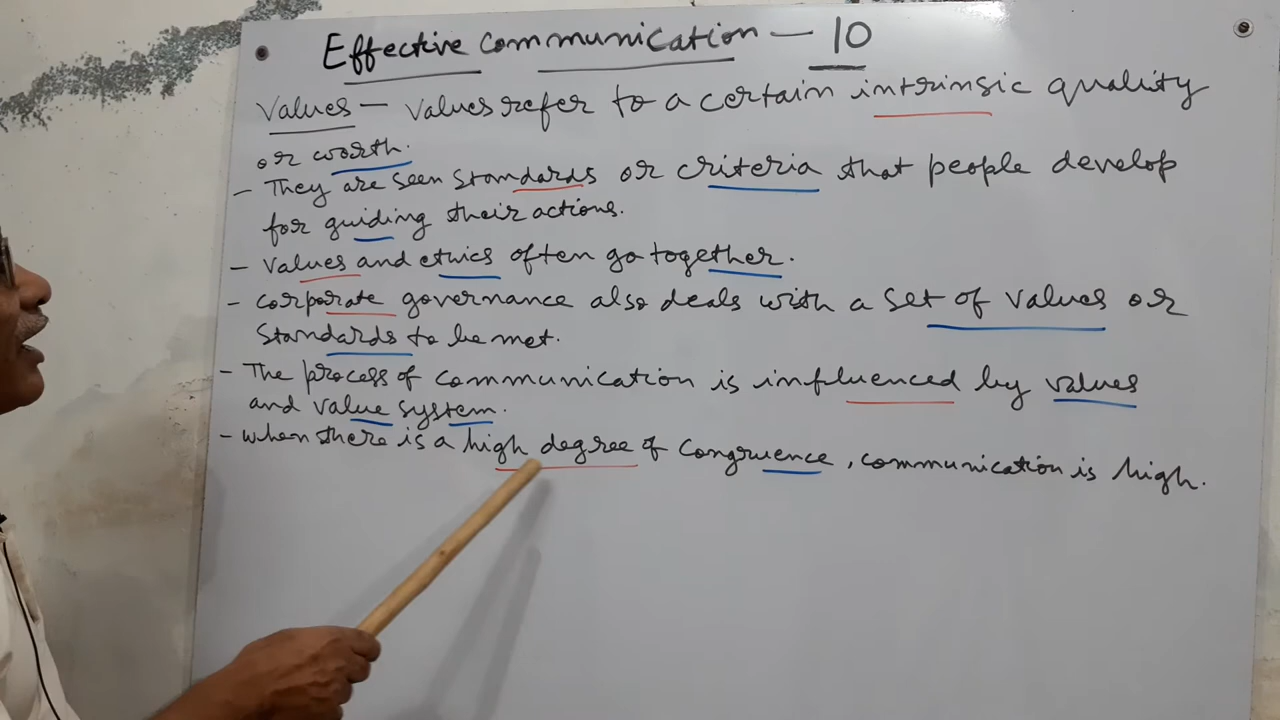 Effective communication — 10
Values — Values refer to a certain intrinsic quality
or worth.
- They are seen standards or criteria that people develop
for guiding their actions.
- Values and ethics often go together.
- Corporate governance also deals with a set of values or
standards to be met.
- The process of communication is influenced by values
and value system.
- When there is a high degree of congruence, communication is high.